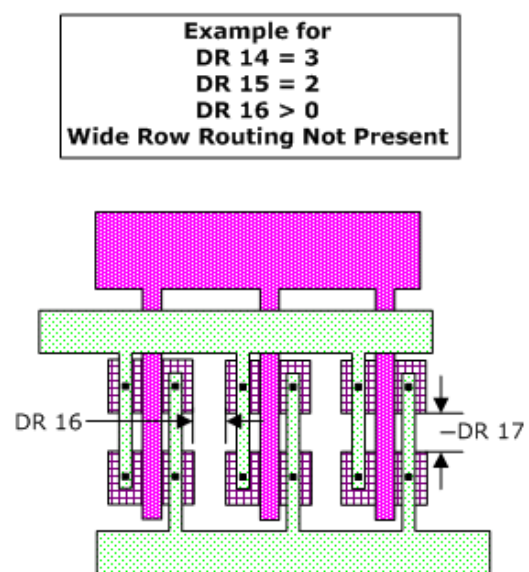 Example for
DR 14 = 3
DR 15 = 2
DR 16 > 0
Wide Row Routing Not Present
DR 16
DR 17